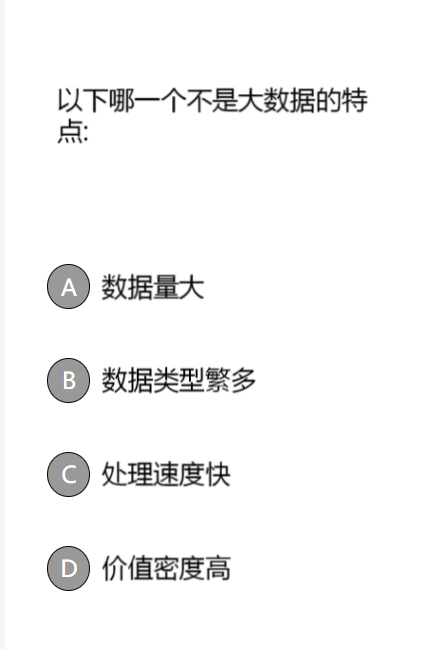 以下哪一个不是大数据的特
点:
A 数据量大
B 数据类型繁多
C 处理速度快
D 价值密度高